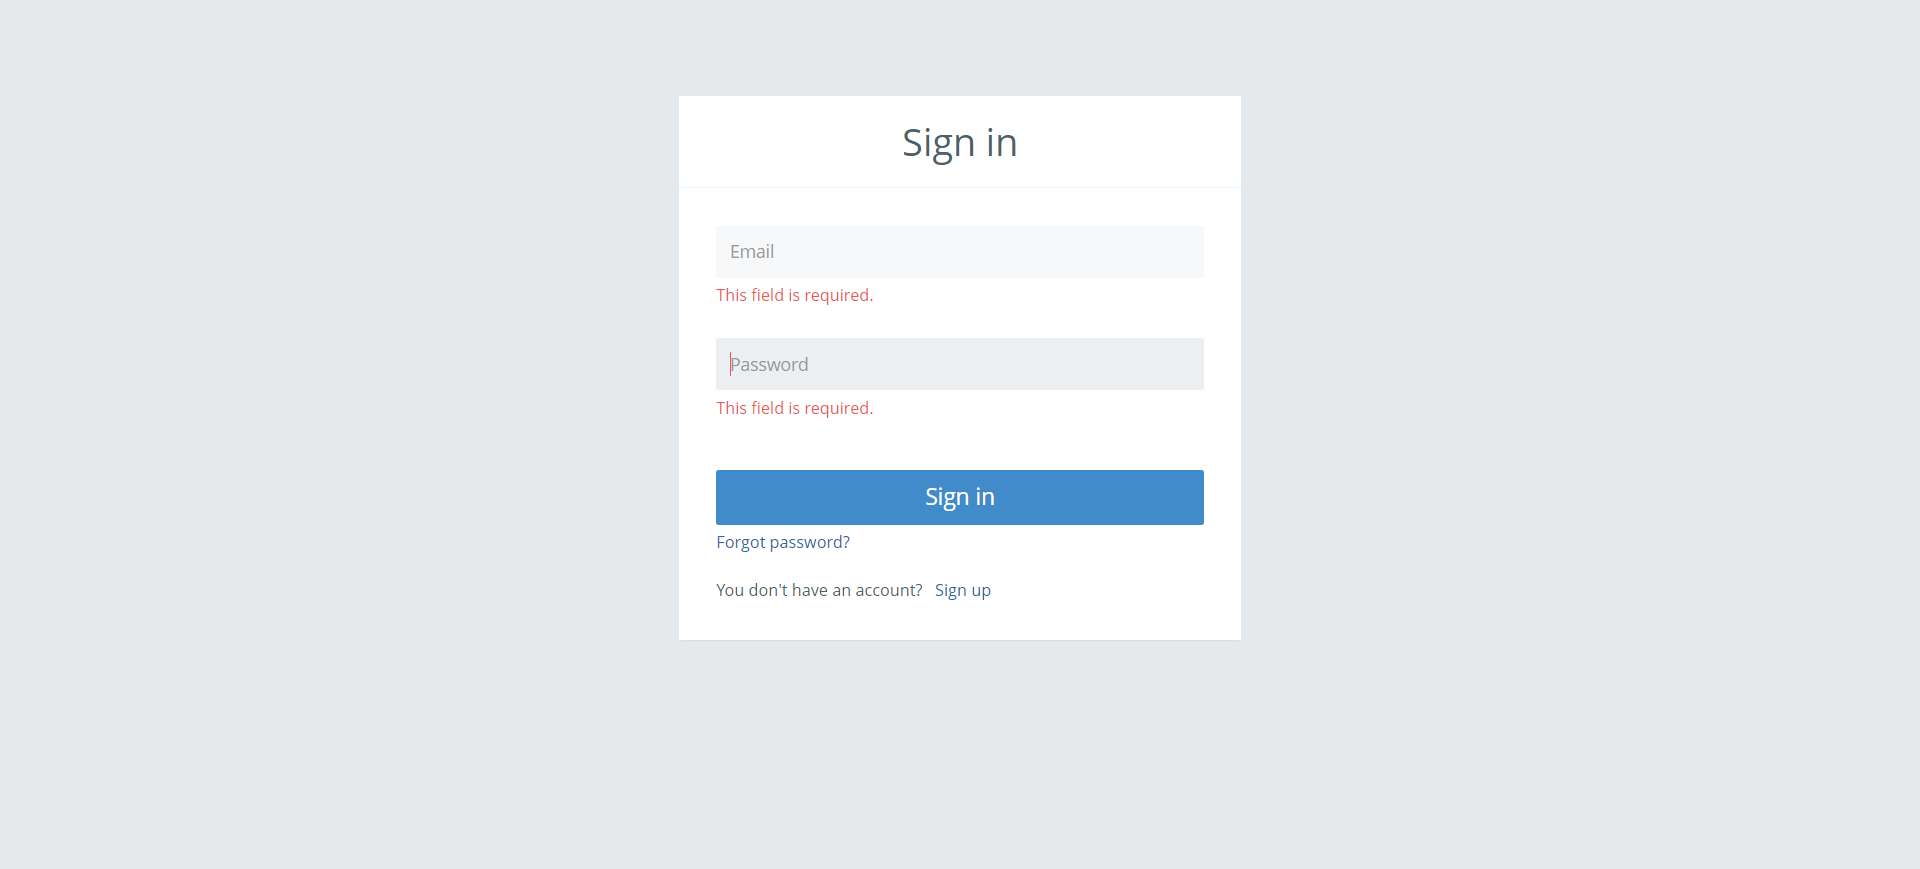 Sign in
Email
This field is required.
Password
This field is required.
Sign in
Forgot password?
You don't have an account? Sign up